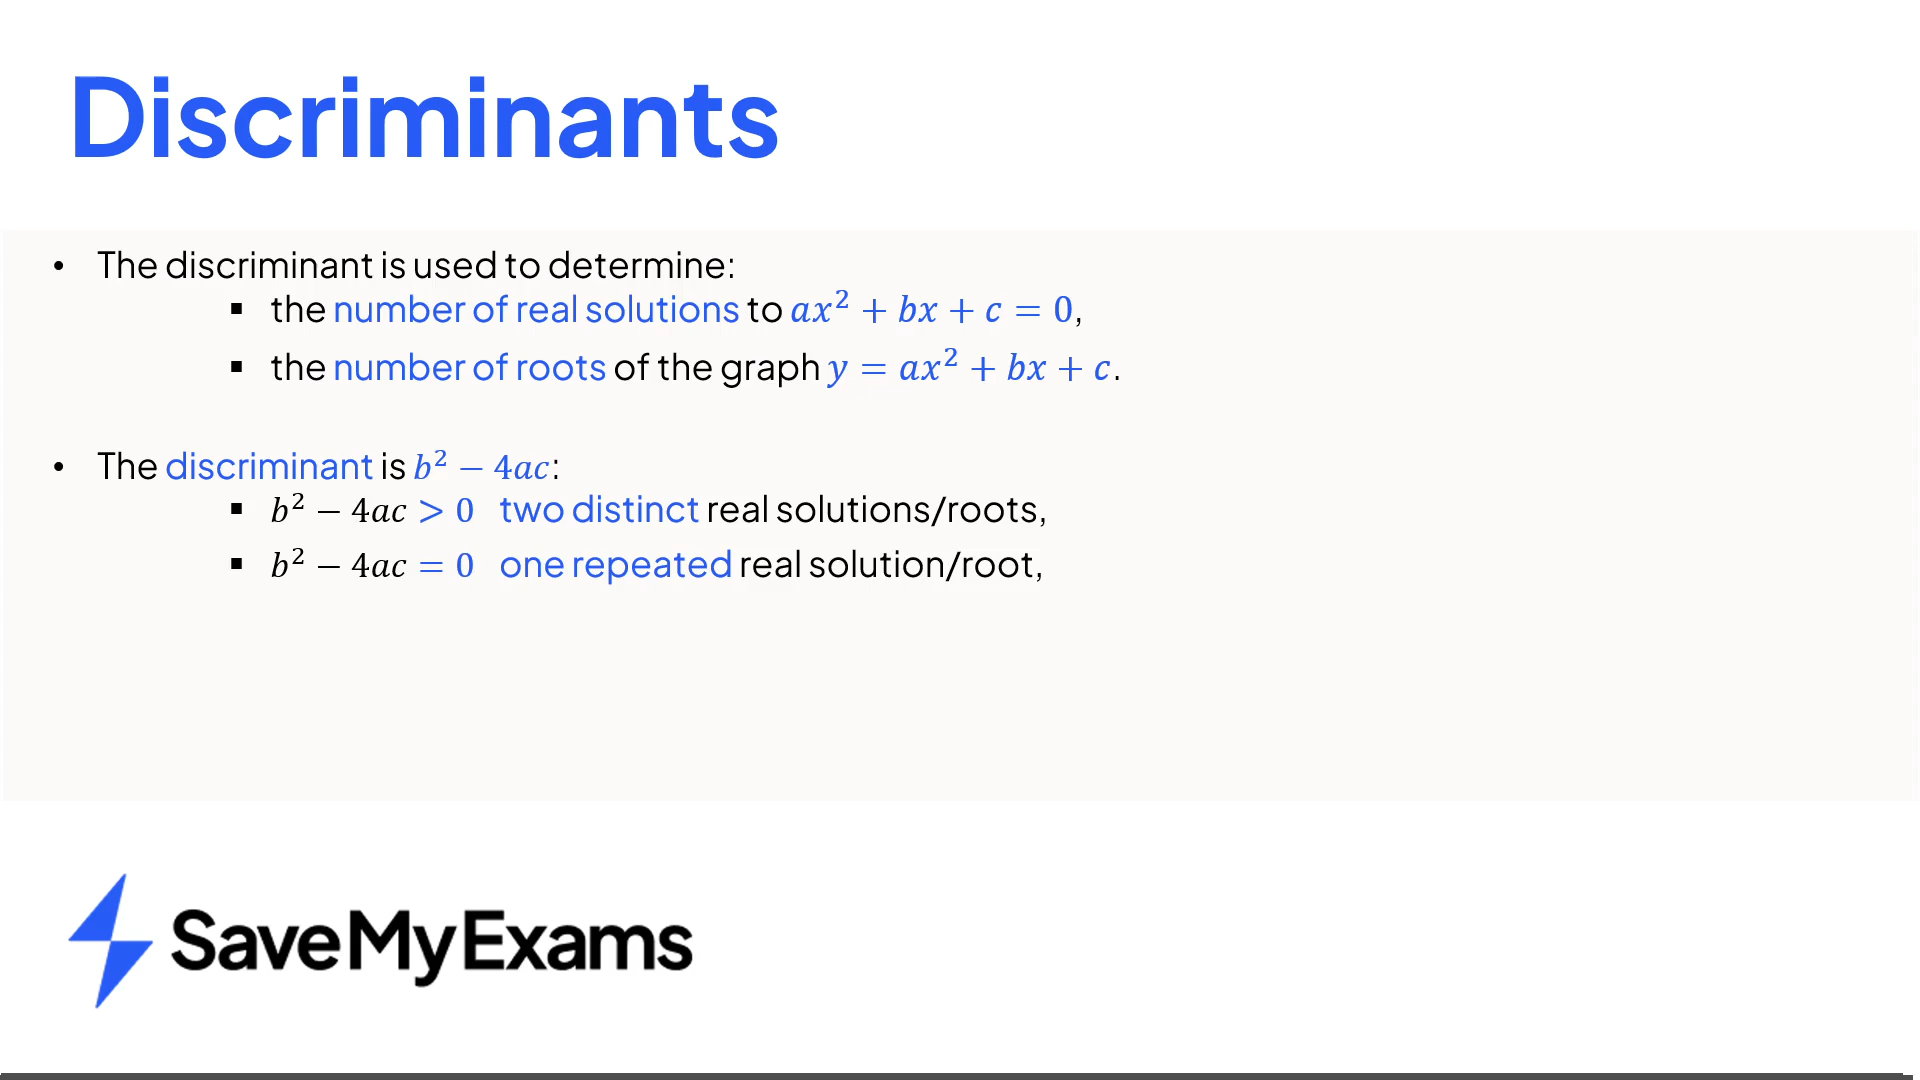 Discriminants
• The discriminant is used to determine:
▪ the number of real solutions to ax² + bx + c = 0,
▪ the number of roots of the graph y = ax² + bx + c.
• The discriminant is b² − 4ac:
▪ b² − 4ac > 0 two distinct real solutions/roots,
▪ b² − 4ac = 0 one repeated real solution/root,
SaveMyExams